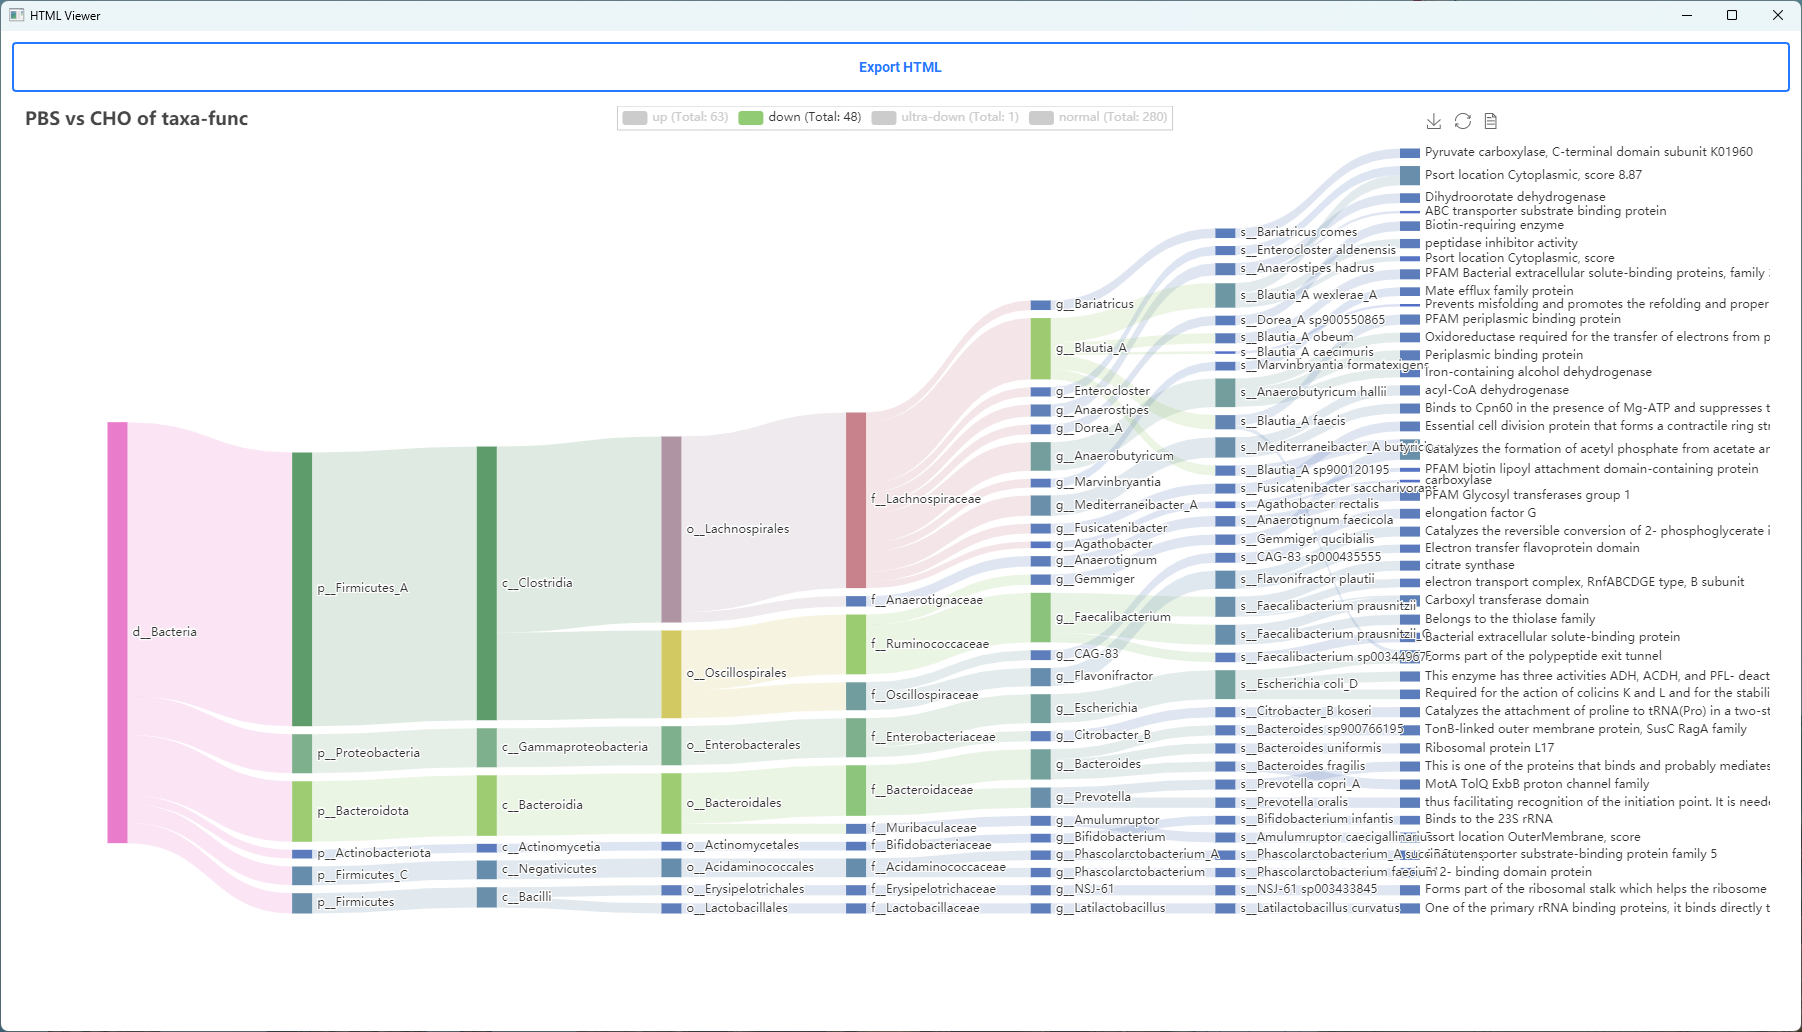 HTML Viewer
Export HTML
PBS vs CHO of taxa-func
up (Total: 63)
down (Total: 48)
ultra-down (Total: 1)
normal (Total: 280)
d__Bacteria
p__Firmicutes_A
p__Proteobacteria
p__Bacteroidota
p__Actinobacteriota
p__Firmicutes_C
p__Firmicutes
c__Clostridia
c__Gammaproteobacteria
c__Bacteroidia
c__Actinomycetia
c__Negativicutes
c__Bacilli
o__Lachnospirales
o__Oscillospirales
o__Enterobacterales
o__Bacteroidales
o__Actinomycetales
o__Acidaminococcales
o__Erysipelotrichales
o__Lactobacillales
f__Lachnospiraceae
f__Anaerotignaceae
f__Ruminococcaceae
f__Oscillospiraceae
f__Enterobacteriaceae
f__Bacteroidaceae
f__Muribaculaceae
f__Bifidobacteriaceae
f__Acidaminococcaceae
f__Erysipelotrichaceae
f__Lactobacillaceae
g__Bariatricus
g__Blautia_A
g__Enterocloster
g__Anaerostipes
g__Dorea_A
g__Anaerobutyricum
g__Marvinbryantia
g__Mediterraneibacter_A
g__Fusicatenibacter
g__Agathobacter
g__Anaerotignum
g__Gemmiger
g__Faecalibacterium
g__CAG-83
g__Flavonifractor
g__Escherichia
g__Citrobacter_B
g__Bacteroides
g__Prevotella
g__Amulumruptor
g__Bifidobacterium
g__Phascolarctobacterium_A
g__Phascolarctobacterium
g__NSJ-61
g__Latilactobacillus
s__Bariatricus comes
s__Enterocloster aldenensis
s__Anaerostipes hadrus
s__Blautia_A wexlerae_A
s__Dorea_A sp900550865
s__Blautia_A obeum
s__Blautia_A caecimuris
s__Marvinbryantia formatexigens
s__Anaerobutyricum hallii
s__Blautia_A faecis
s__Mediterraneibacter_A
s__Blautia_A sp900120195
s__Fusicatenibacter saccharivorans
s__Agathobacter rectalis
s__Anaerotignum faecicola
s__Gemmiger qucibialis
s__CAG-83 sp000435555
s__Flavonifractor plautii
s__Faecalibacterium prausnitzii
s__Faecalibacterium prausnitzii_G
s__Faecalibacterium
s__Escherichia coli_D
s__Citrobacter_B koseri
s__Bacteroides sp900766195
s__Bacteroides uniformis
s__Bacteroides fragilis
s__Prevotella copri_A
s__Prevotella oralis
s__Bifidobacterium infantis
s__Amulumruptor caecigallinarius
s__Phascolarctobacterium_A
s__Phascolarctobacterium faecium
s__NSJ-61 sp003433845
s__Latilactobacillus curvatus
Pyruvate carboxylase, C-terminal domain subunit K01960
Psort location Cytoplasmic, score 8.87
Dihydroorotate dehydrogenase
ABC transporter substrate binding protein
Biotin-requiring enzyme
peptidase inhibitor activity
Psort location Cytoplasmic, score
PFAM Bacterial extracellular solute-binding proteins, family
Mate efflux family protein
Prevents misfolding and promotes the refolding and proper
PFAM periplasmic binding protein
Oxidoreductase required for the transfer of electrons from p
Periplasmic binding protein
Iron-containing alcohol dehydrogenase
acyl-CoA dehydrogenase
Binds to Cpn60 in the presence of Mg-ATP and suppresses t
Essential cell division protein that forms a contractile ring str
Catalyzes the formation of acetyl phosphate from acetate ar
PFAM biotin lipoyl attachment domain-containing protein
carboxylase
PFAM Glycosyl transferases group 1
elongation factor G
Catalyzes the reversible conversion of 2- phosphoglycerate i
Electron transfer flavoprotein domain
citrate synthase
electron transport complex, RnfABCDGE type, B subunit
Carboxyl transferase domain
Belongs to the thiolase family
Bacterial extracellular solute-binding protein
Forms part of the polypeptide exit tunnel
This enzyme has three activities ADH, ACDH, and PFL- deact
Required for the action of colicins K and L and for the stabili
Catalyzes the attachment of proline to tRNA(Pro) in a two-st
TonB-linked outer membrane protein, SusC RagA family
Ribosomal protein L17
This is one of the proteins that binds and probably mediates
MotA TolQ ExbB proton channel family
thus facilitating recognition of the initiation point. It is neede
Binds to the 23S rRNA
location OuterMembrane, score
substrate-binding protein family 5
binding domain protein
Forms part of the ribosomal stalk which helps the ribosome
One of the primary rRNA binding proteins, it binds directly t